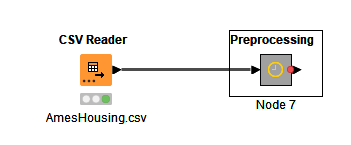 CSV Reader
Preprocessing
Node 7
AmesHousing.csv